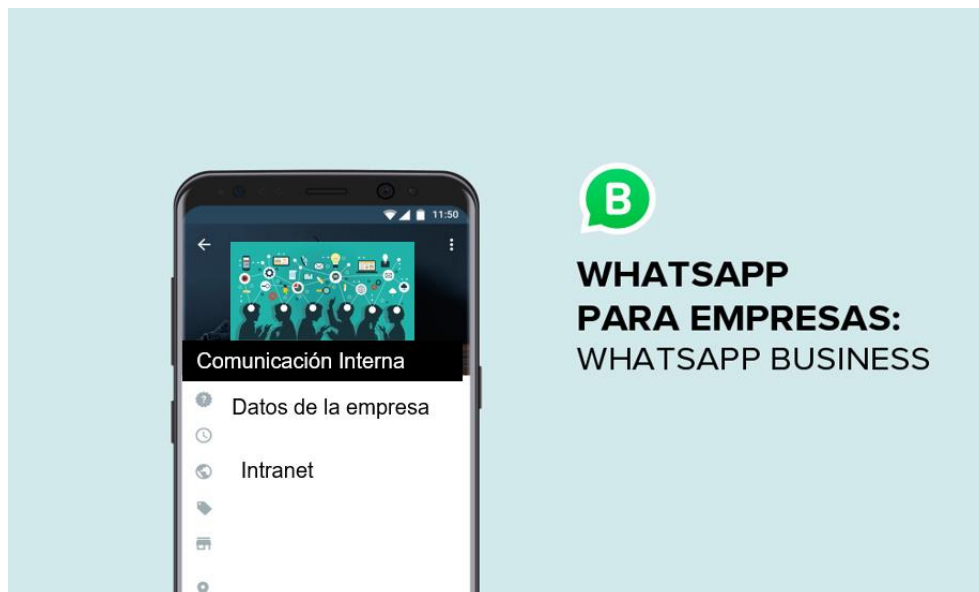 11:50
Comunicación Interna
Datos de la empresa
Intranet
B
WHATSAPP
PARA EMPRESAS:
WHATSAPP BUSINESS